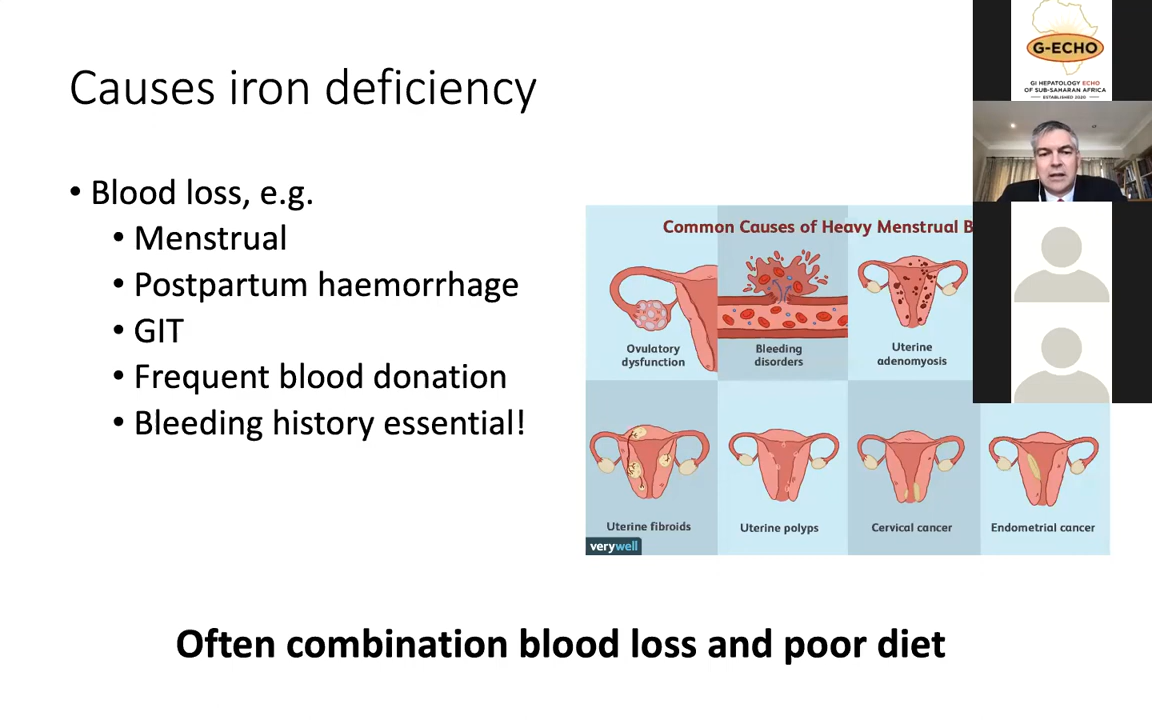 Causes iron deficiency
• Blood loss, e.g.
• Menstrual
• Postpartum haemorrhage
• GIT
• Frequent blood donation
• Bleeding history essential!
Common Causes of Heavy Menstrual B
Ovulatory
dysfunction
Bleeding
disorders
Uterine
adenomyosis
Uterine fibroids
Uterine polyps
Cervical cancer
Endometrial cancer
verywell
Often combination blood loss and poor diet
G-ECHO
GI HEPATOLOGY ECHO
OF SUB-SAHARAN AFRICA
ESTABLISHED 2020